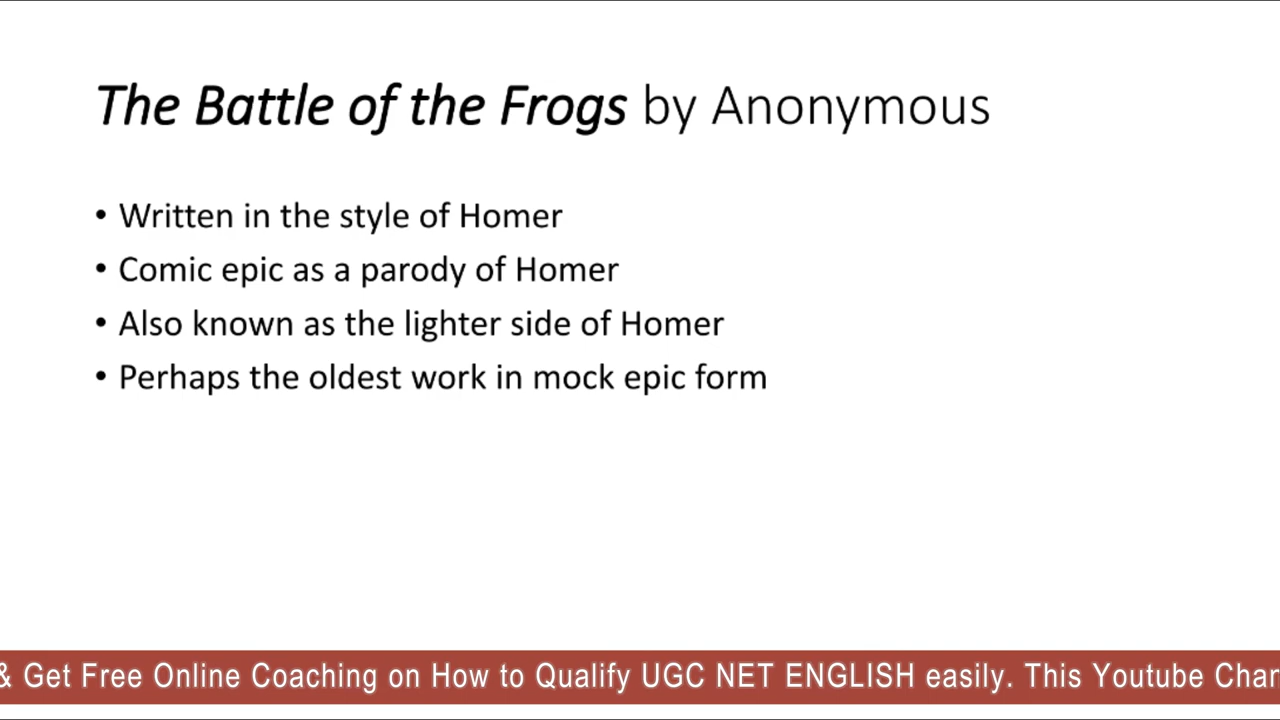 The Battle of the Frogs by Anonymous
• Written in the style of Homer
• Comic epic as a parody of Homer
• Also known as the lighter side of Homer
• Perhaps the oldest work in mock epic form
& Get Free Online Coaching on How to Qualify UGC NET ENGLISH easily. This Youtube